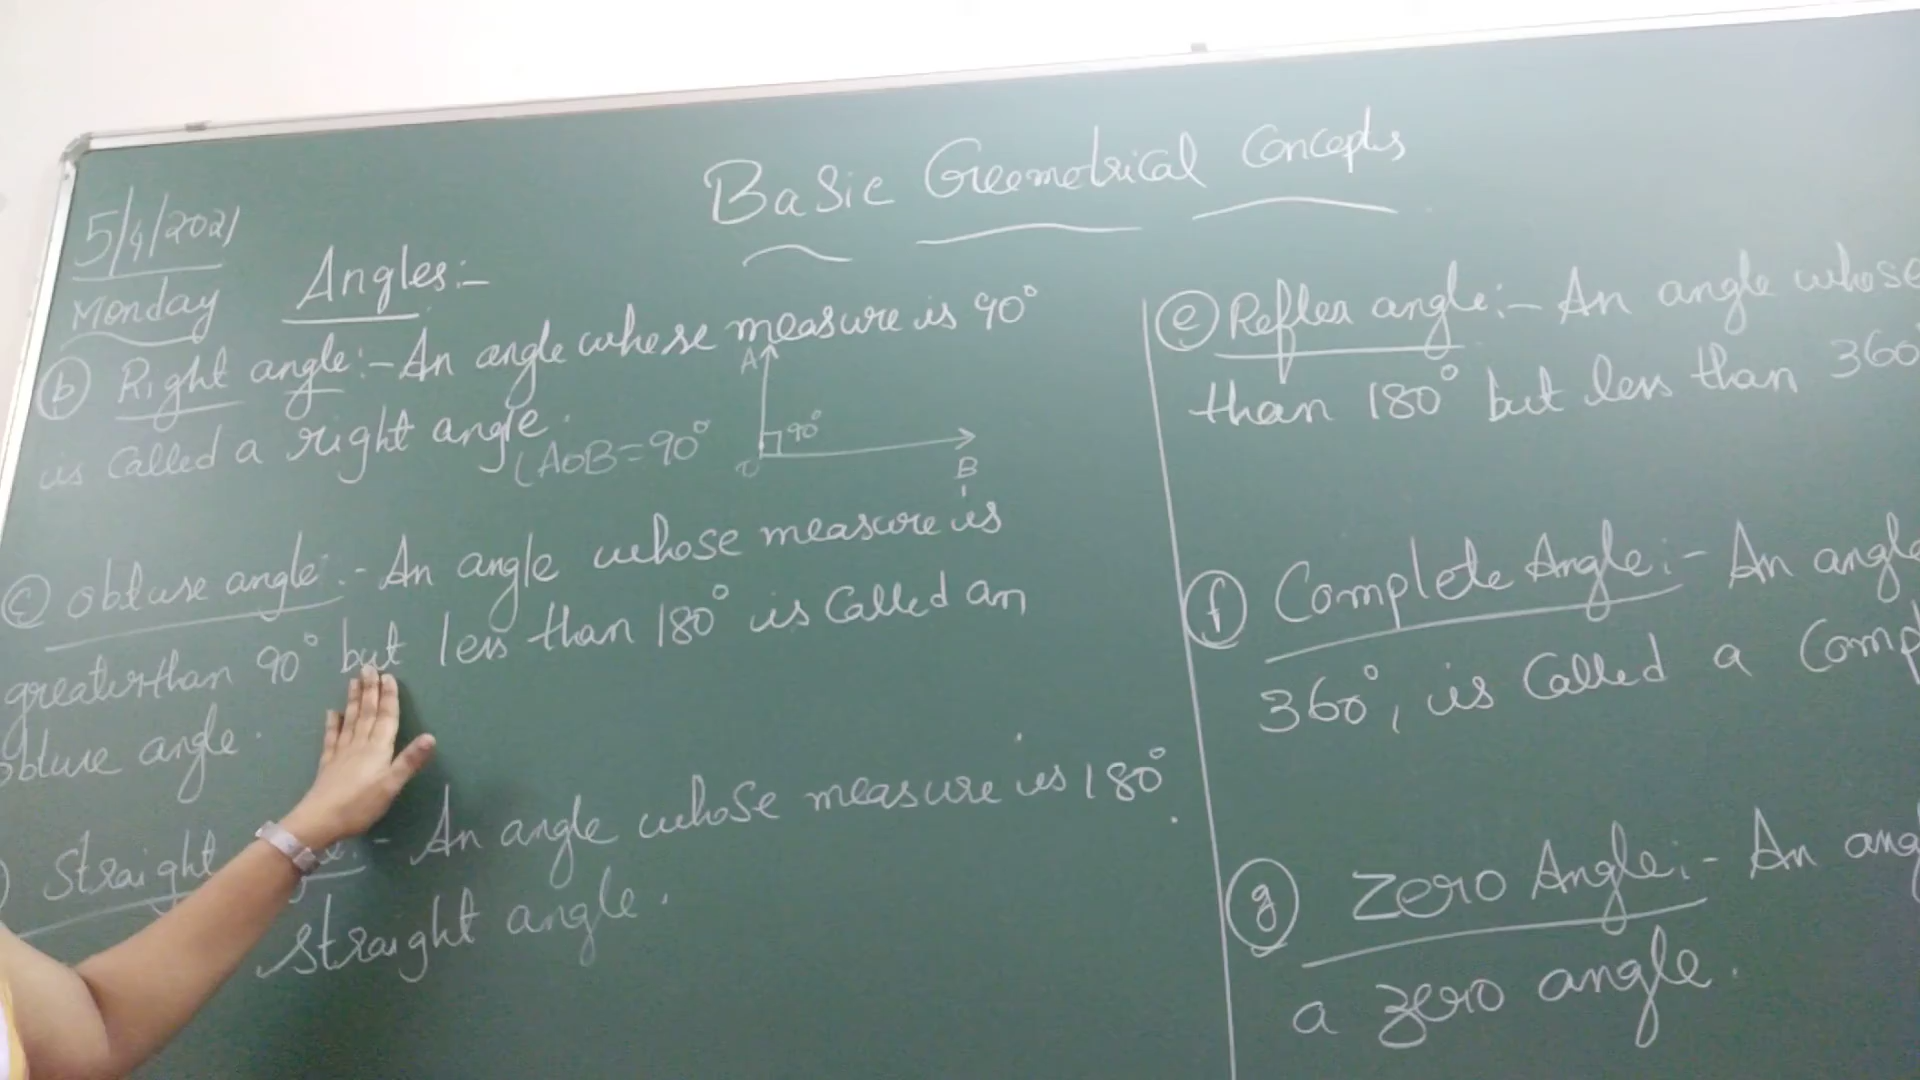 Basic Geometrical Concepts
5/4/2021
Monday
Angles:-
(b) Right angle:- An angle whose measure is 90°
is called a right angle.
∠AOB=90°
A
90°
O
B
(c) obtuse angle:- An angle whose measure is
greater than 90° but less than 180° is called an
obtuse angle.
Straight :- An angle whose measure is 180°
straight angle.
(e) Reflex angle:- An angle whose
than 180° but less than 360°
(f) Complete Angle:- An angle
360°, is called a Comp
(g) Zero Angle:- An ang
a zero angle.